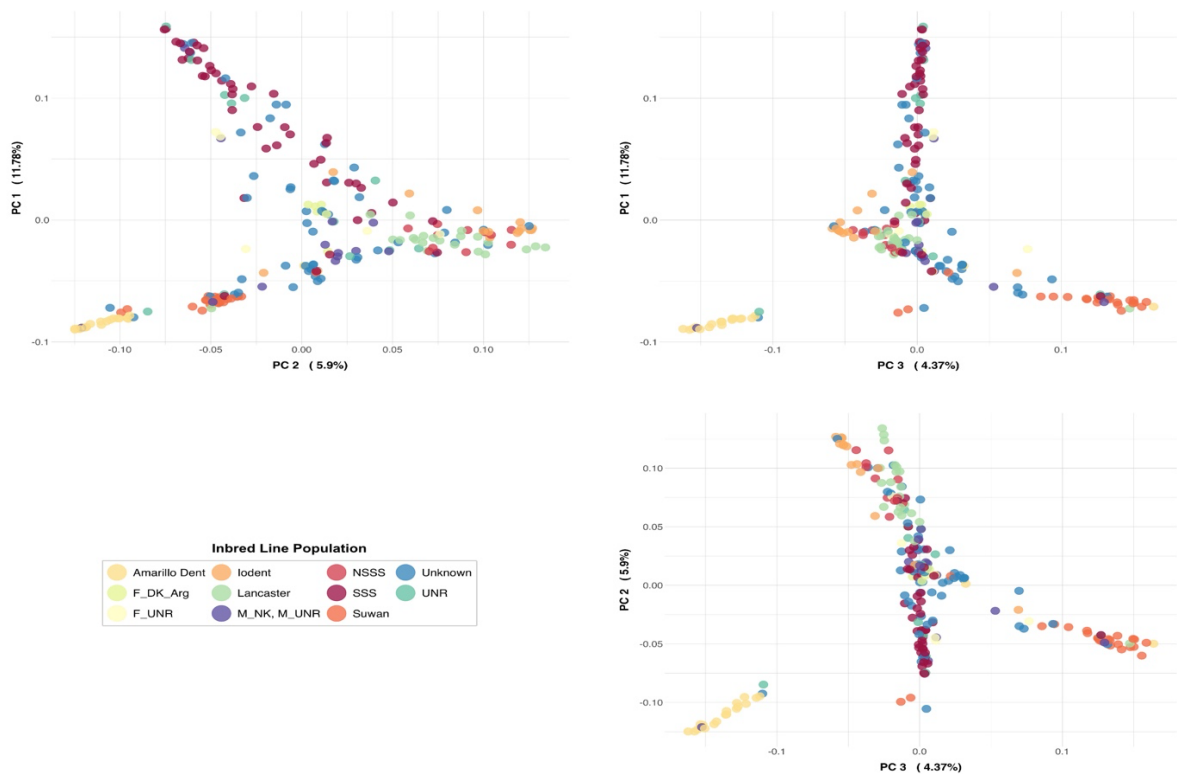 0.1
0.0
-0.1
PC 1 (11.78%)
-0.10
-0.05
0.00
0.05
0.10
PC 2 (5.9%)
0.1
0.0
-0.1
PC 1 (11.78%)
-0.1
0.0
0.1
PC 3 (4.37%)
0.10
0.05
0.00
-0.05
-0.10
PC 2 (5.9%)
-0.1
0.0
0.1
PC 3 (4.37%)
Inbred Line Population
Amarillo Dent Iodent NSSS Unknown
F_DK_Arg Lancaster SSS UNR
F_UNR M_NK, M_UNR Suwan